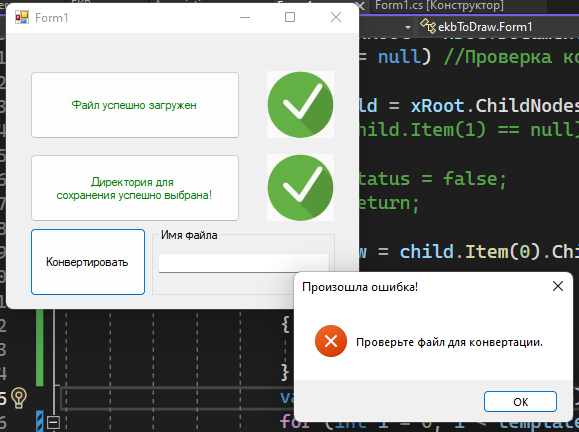 Form1.cs [Конструктор]
Form1
ekbToDraw.Form1
= null) //Проверка ко
Файл успешно загружен
ld = xRoot.ChildNodes
hild.Item(1) == null)
Директория для
сохранения успешно выбрана!
tatus = false;
eturn;
Имя файла
w = child.Item(0).Chi
Конвертировать
Произошла ошибка!
{
Проверьте файл для конвертации.
}
va
OK
for (int i = 0; i < template